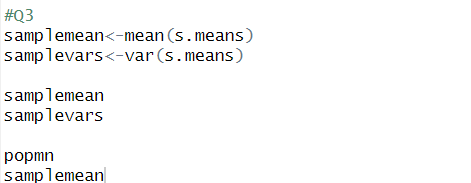 #Q3
samplemean<-mean(s.means)
samplevars<-var(s.means)
samplemean
samplevars
popmn
samplemean